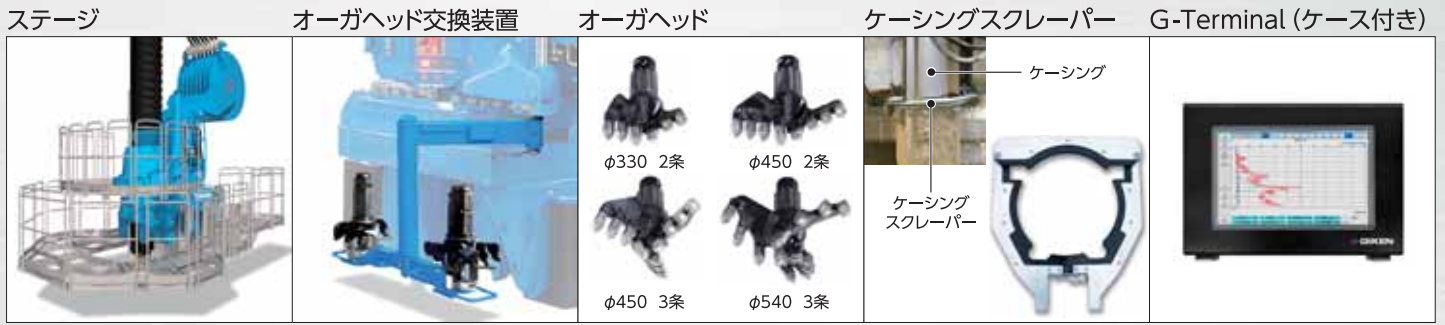 ステージ
オーガヘッド交換装置
オーガヘッド
ケーシングスクレーパー
G-Terminal（ケース付き）
φ330 2条
φ450 2条
φ450 3条
φ540 3条
ケーシング
ケーシング
スクレーパー
GIKEN